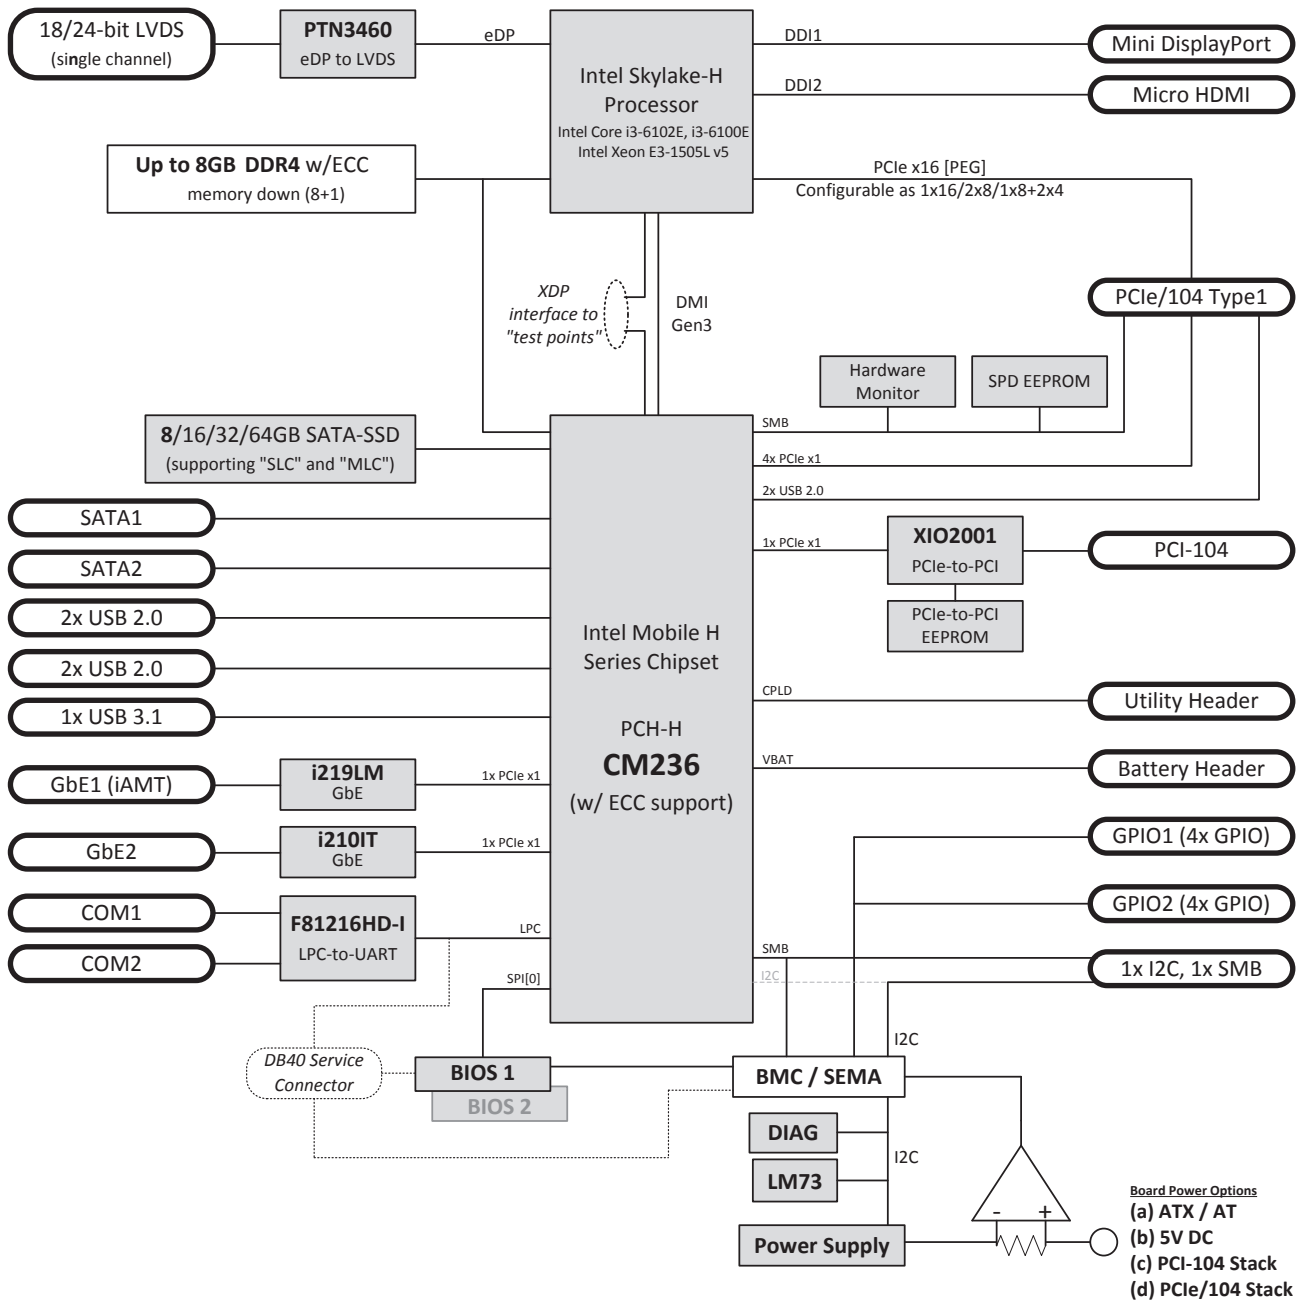 18/24-bit LVDS
(single channel)
PTN3460
eDP to LVDS
eDP
Intel Skylake-H
Processor
Intel Core i3-6102E, i3-6100E
Intel Xeon E3-1505L v5
DDI1
Mini DisplayPort
DDI2
Micro HDMI
Up to 8GB DDR4 w/ECC
memory down (8+1)
PCIe x16 [PEG]
Configurable as 1x16/2x8/1x8+2x4
XDP
interface to
"test points"
DMI
Gen3
PCIe/104 Type1
Hardware
Monitor
SPD EEPROM
8/16/32/64GB SATA-SSD
(supporting "SLC" and "MLC")
SMB
4x PCIe x1
2x USB 2.0
SATA1
SATA2
2x USB 2.0
2x USB 2.0
1x USB 3.1
1x PCIe x1
XIO2001
PCIe-to-PCI
PCI-104
PCIe-to-PCI
EEPROM
Intel Mobile H
Series Chipset
PCH-H
CM236
(w/ ECC support)
CPLD
Utility Header
VBAT
Battery Header
GbE1 (iAMT)
i219LM
GbE
1x PCIe x1
GbE2
i210IT
GbE
1x PCIe x1
GPIO1 (4x GPIO)
GPIO2 (4x GPIO)
COM1
COM2
F81216HD-I
LPC-to-UART
LPC
SPI[0]
SMB
I2C
1x I2C, 1x SMB
I2C
DB40 Service
Connector
BIOS 1
BIOS 2
BMC / SEMA
DIAG
LM73
I2C
Power Supply
- +
Board Power Options
(a) ATX / AT
(b) 5V DC
(c) PCI-104 Stack
(d) PCIe/104 Stack